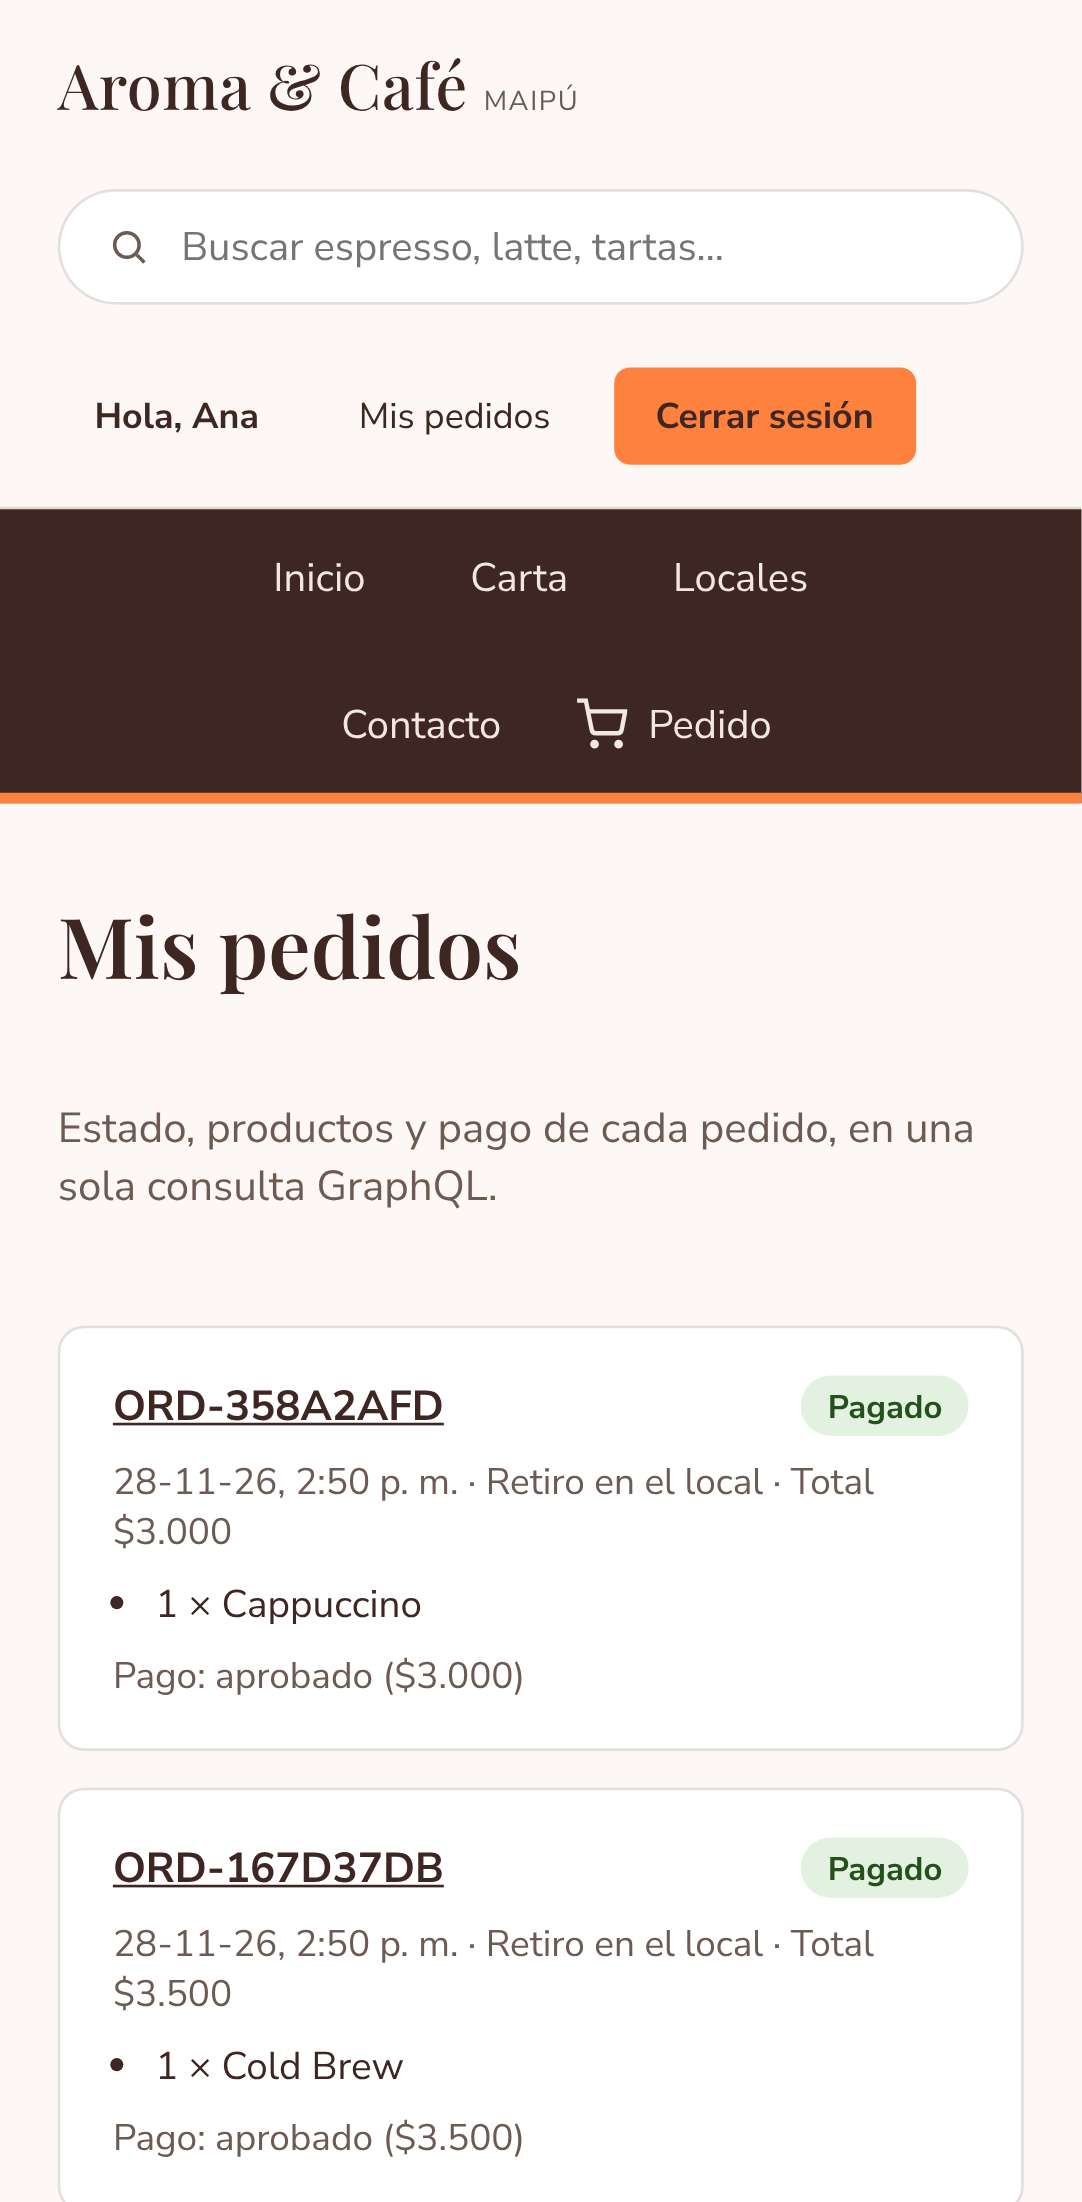 Aroma & Café MAIPÚ
Buscar espresso, latte, tartas...
Hola, Ana
Mis pedidos
Cerrar sesión
Inicio
Carta
Locales
Contacto
Pedido
Mis pedidos
Estado, productos y pago de cada pedido, en una
sola consulta GraphQL.
ORD-358A2AFD
Pagado
28-11-26, 2:50 p. m. · Retiro en el local · Total
$3.000
• 1 × Cappuccino
Pago: aprobado ($3.000)
ORD-167D37DB
Pagado
28-11-26, 2:50 p. m. · Retiro en el local · Total
$3.500
• 1 × Cold Brew
Pago: aprobado ($3.500)